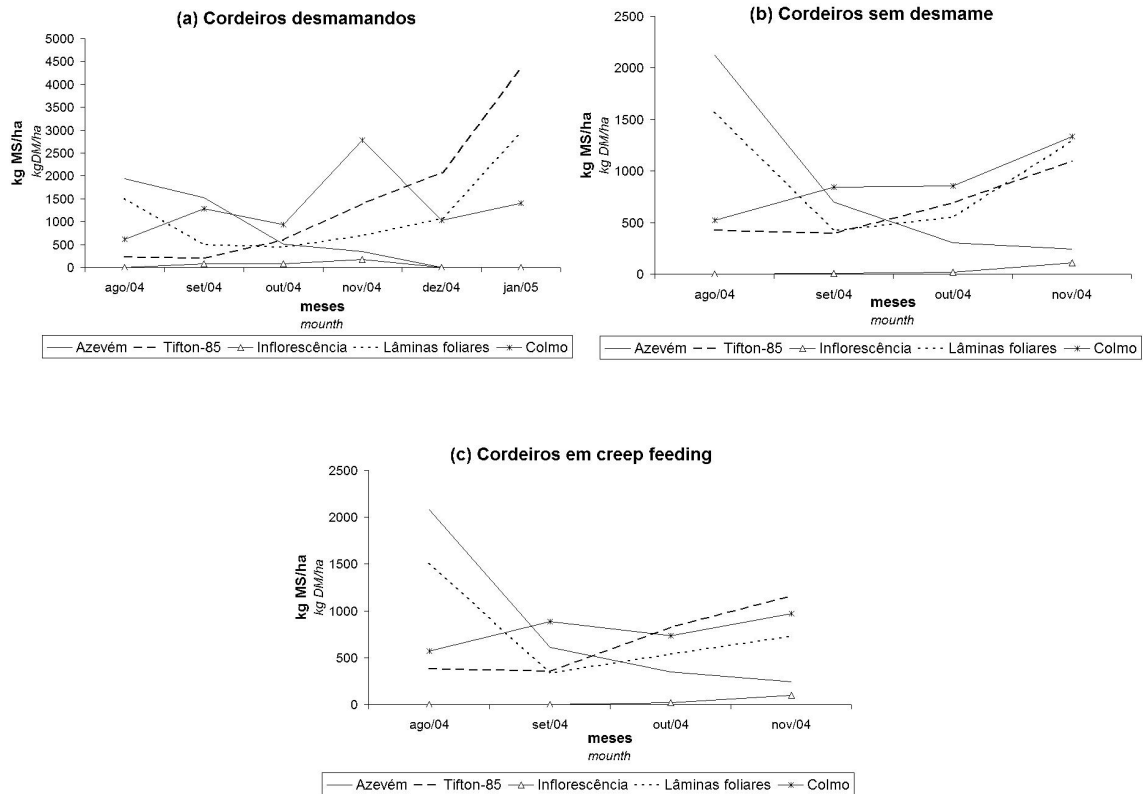 (a) Cordeiros desmamandos
5000
4500
4000
3500
3000
2500
2000
1500
1000
500
0
kg MS/ha
kgDM/ha
ago/04 set/04 out/04 nov/04 dez/04 jan/05
meses
mounth
Azevém Tifton-85 Inflorescência Lâminas foliares Colmo
(b) Cordeiros sem desmame
2500
2000
1500
1000
500
0
kg MS/ha
kg DM/ha
ago/04 set/04 out/04 nov/04
meses
mounth
Azevém Tifton-85 Inflorescência Lâminas foliares Colmo
(c) Cordeiros em creep feeding
2500
2000
1500
1000
500
0
kg MS/ha
kg DM/ha
ago/04 set/04 out/04 nov/04
meses
mounth
Azevém Tifton-85 Inflorescência Lâminas foliares Colmo